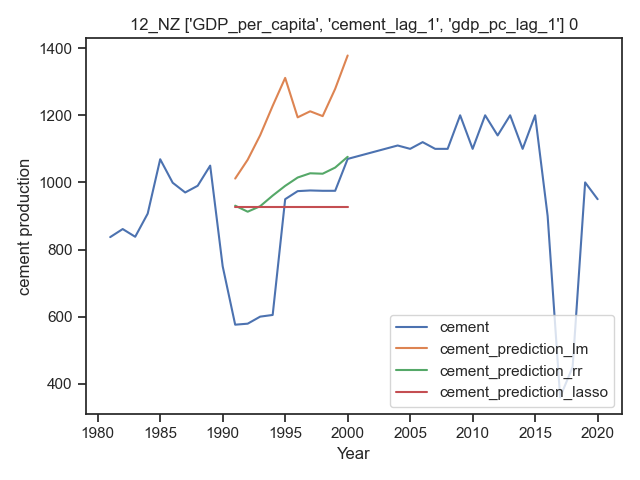 12_NZ ['GDP_per_capita', 'cement_lag_1', 'gdp_pc_lag_1'] 0
1400
1200
1000
800
600
400
cement production
cement
cement_prediction_lm
cement_prediction_rr
cement_prediction_lasso
1980 1985 1990 1995 2000 2005 2010 2015 2020
Year